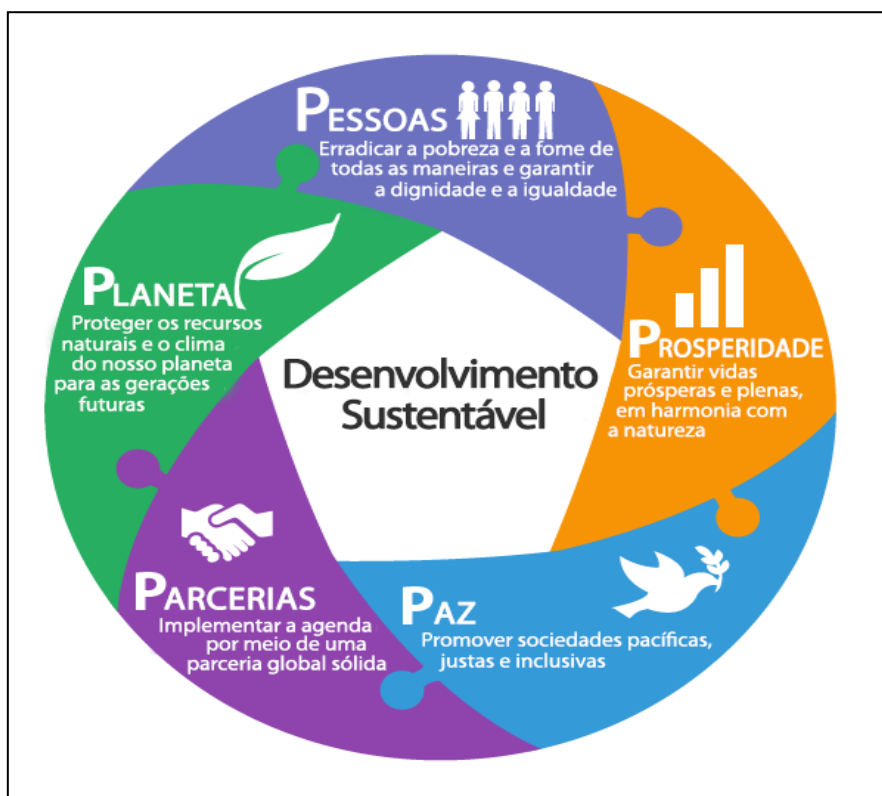 PESSOAS
Erradicar a pobreza e a fome de
todas as maneiras e garantir
a dignidade e a igualdade
PLANETA
Proteger os recursos
naturais e o clima
do nosso planeta
para as gerações
futuras
PROSPERIDADE
Garantir vidas
prósperas e plenas,
em harmonia com
a natureza
Desenvolvimento
Sustentável
PARCERIAS
Implementar a agenda
por meio de uma
parceria global sólida
PAZ
Promover sociedades pacíficas,
justas e inclusivas